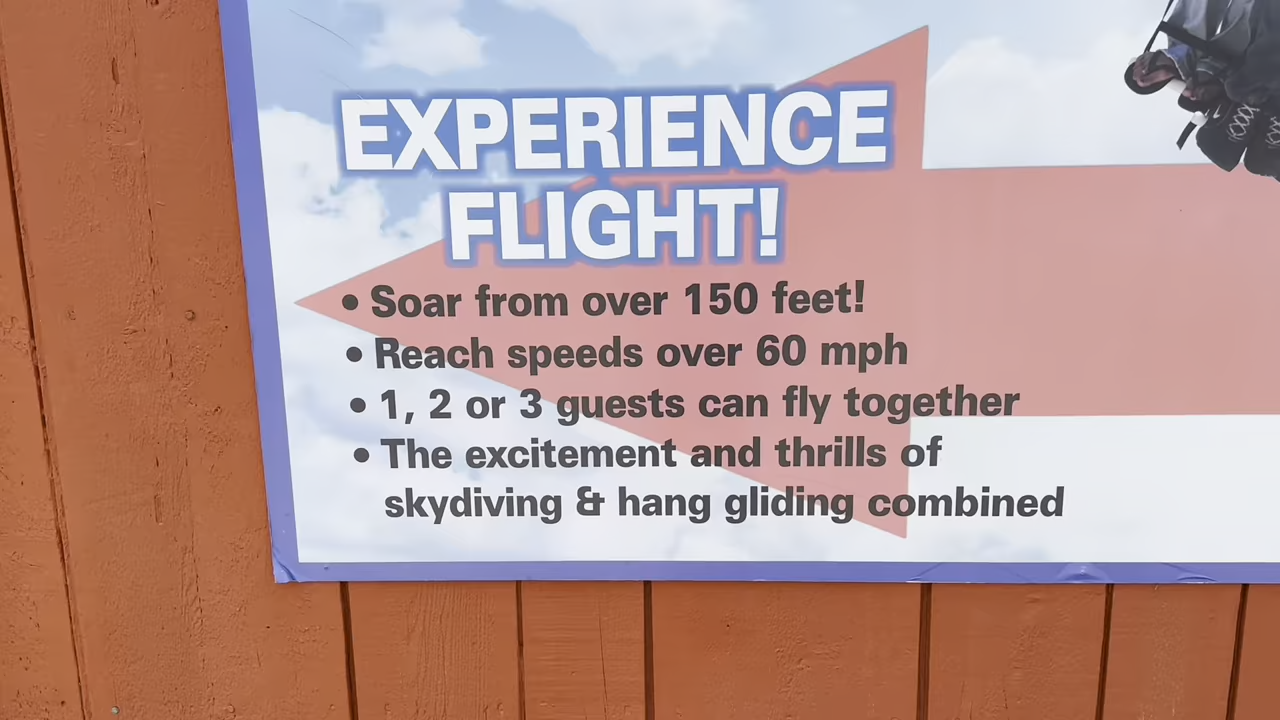 EXPERIENCE
FLIGHT!
• Soar from over 150 feet!
• Reach speeds over 60 mph
• 1, 2 or 3 guests can fly together
• The excitement and thrills of
skydiving & hang gliding combined